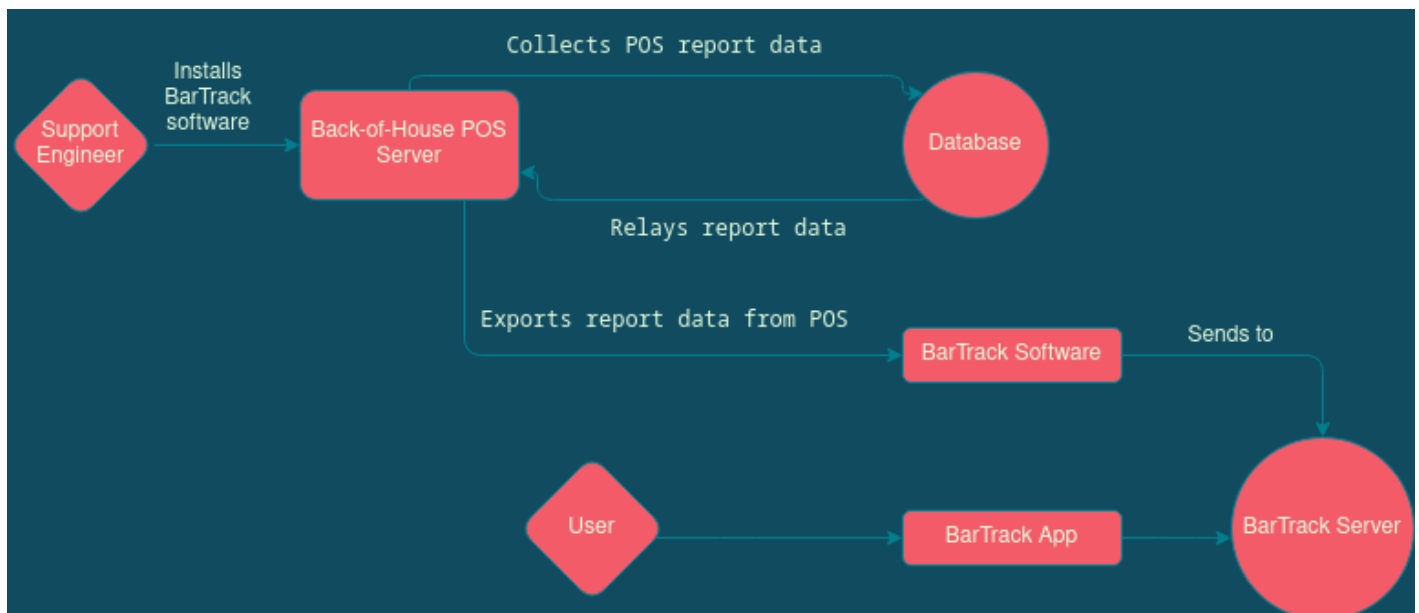 Collects POS report data
Installs
BarTrack
software
Support
Engineer
Back-of-House POS
Server
Database
Relays report data
Exports report data from POS
BarTrack Software
Sends to
User
BarTrack App
BarTrack Server